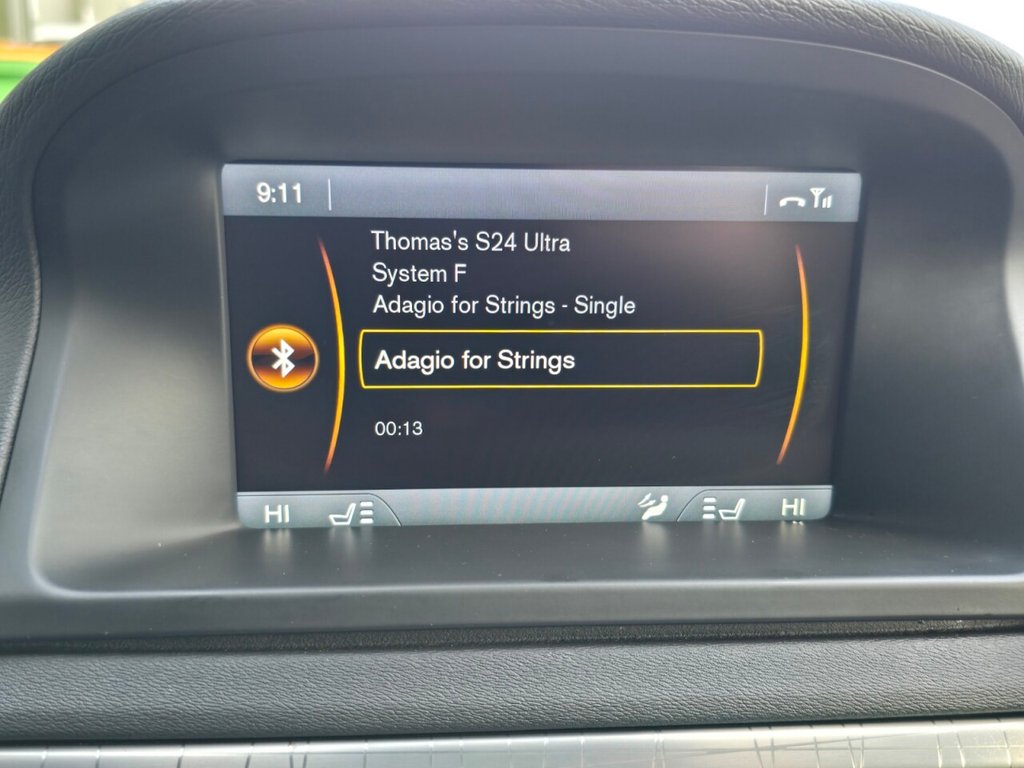 9:11
Thomas's S24 Ultra
System F
Adagio for Strings - Single
Adagio for Strings
00:13
HI HI